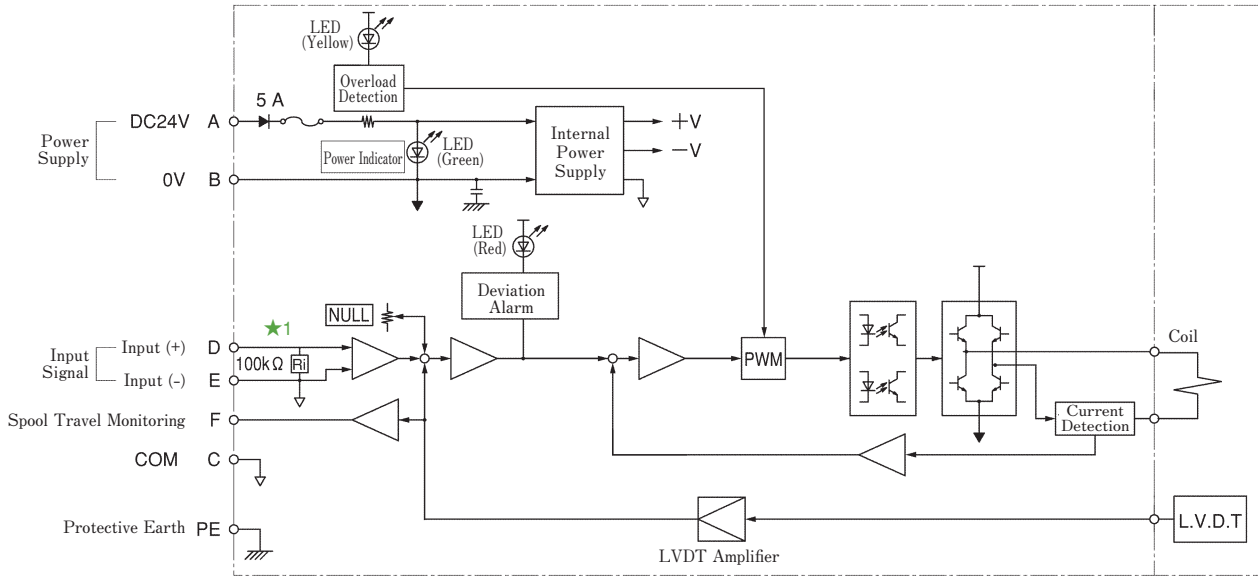 LED
(Yellow)
Overload
Detection
5 A
DC24V A
Power
Supply
Power Indicator
LED
(Green)
Internal
Power
Supply
+V
−V
0V B
LED
(Red)
Deviation
Alarm
NULL
★1
Input (+) D
100kΩ Ri
Input
Signal
Input (−) E
PWM
Coil
Spool Travel Monitoring F
Current
Detection
COM C
Protective Earth PE
L.V.D.T
LVDT Amplifier